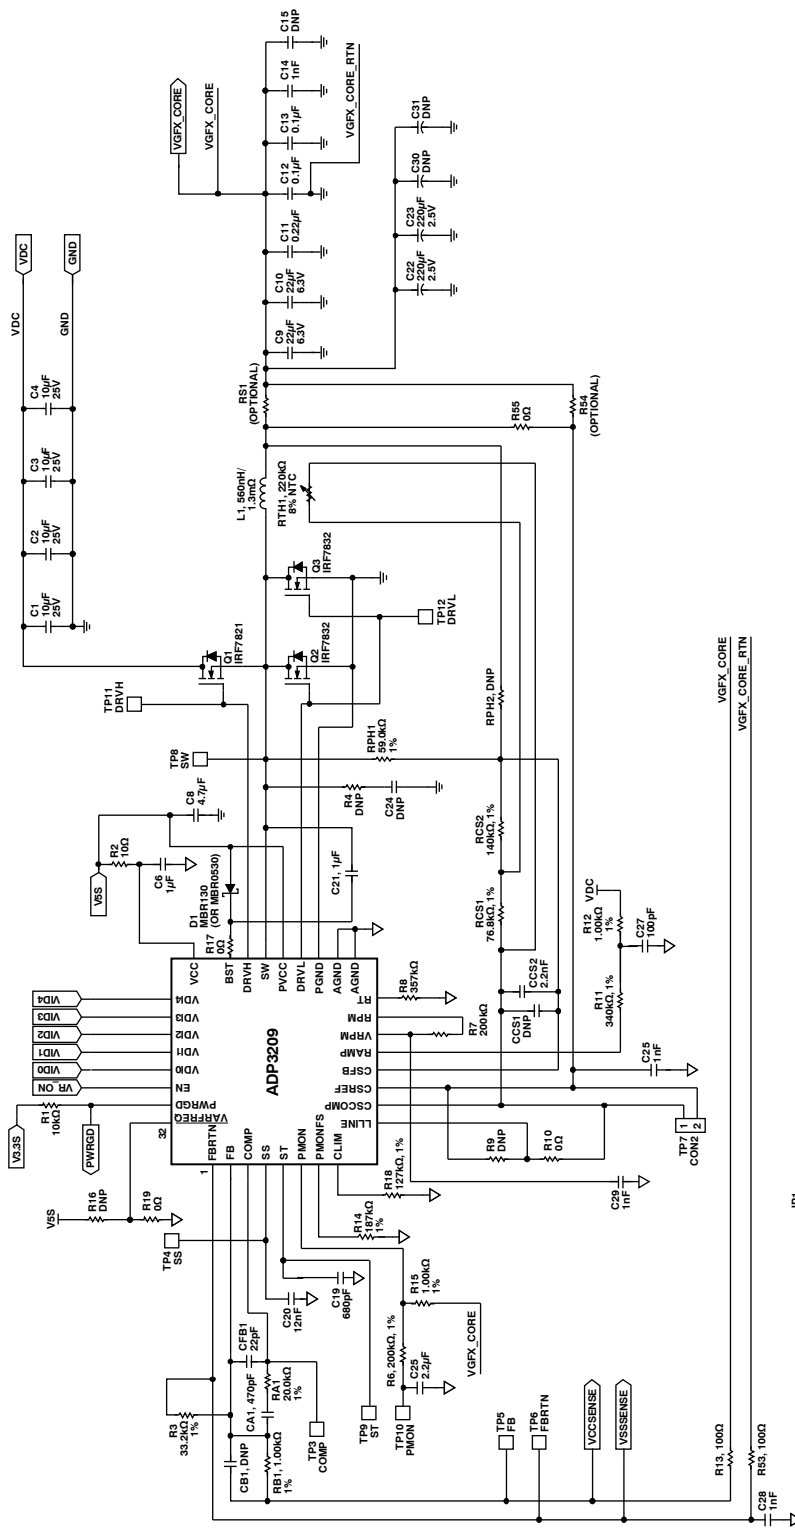 C15
DNP
C14
1nF
C13
0.1µF
C12
0.1µF
C11
0.22µF
C10
22µF
6.3V
C9
22µF
6.3V
VGFX_CORE
VGFX_CORE
VGFX_CORE_RTN
C31
DNP
C30
DNP
C23
220µF
2.5V
C22
220µF
2.5V
VDC
GND
VDC
GND
C4
10µF
25V
C3
10µF
25V
C2
10µF
25V
C1
10µF
25V
RS1
(OPTIONAL)
R55
0Ω
R54
(OPTIONAL)
L1, 560nH/
1.3mΩ
RTH1, 220kΩ
8% NTC
Q3
IRF7832
Q1
IRF7821
Q2
IRF7832
TP12
DRVL
TP11
DRVH
TP8
SW
RPH1
59.0kΩ
1%
RPH2, DNP
R4
DNP
C24
DNP
C8
4.7µF
V5S
R2
10Ω
C6
1µF
D1
MBR130
(OR MBR0530)
R17
0Ω
C21, 1µF
RCS2
140kΩ, 1%
RCS1
76.8kΩ, 1%
VDC
R12
1.00kΩ
1%
C27
100pF
R11
340kΩ, 1%
CCS2
2.2nF
CCS1
DNP
R8
357kΩ
R7
200kΩ
C25
1nF
VID4
VID3
VID2
VID1
VID0
VR_ON
V3.3S
R1
10kΩ
PWRGD
ADP3209
VCC
BST
DRVH
SW
PVCC
DRVL
PGND
AGND
AGND
VDI4
VDI3
VDI2
VDI1
VDI0
EN
PWRGD
VARFREQ
32
RT
RPM
VRPM
RAMP
CSFB
CSREF
CSCOMP
LLINE
1
FBRTN
FB
COMP
SS
ST
PMON
PMONFS
CLIM
TP7
CON2
1
2
R9
DNP
R10
0Ω
C29
1nF
V5S
R16
DNP
R19
0Ω
TP4
SS
R18
127kΩ, 1%
R14
187kΩ
1%
C19
680pF
C20
12nF
R15
1.00kΩ
1%
VGFX_CORE
R6, 200kΩ, 1%
C25
2.2µF
CFB1
22pF
RA1
20.0kΩ
1%
CA1, 470pF
R3
33.2kΩ
1%
CB1, DNP
RB1, 1.00kΩ
1%
TP3
COMP
TP9
ST
TP10
PMON
TP5
FB
TP6
FBRTN
VCCSENSE
VSSSENSE
R13, 100Ω
R53, 100Ω
C28
1nF
VGFX_CORE
VGFX_CORE_RTN